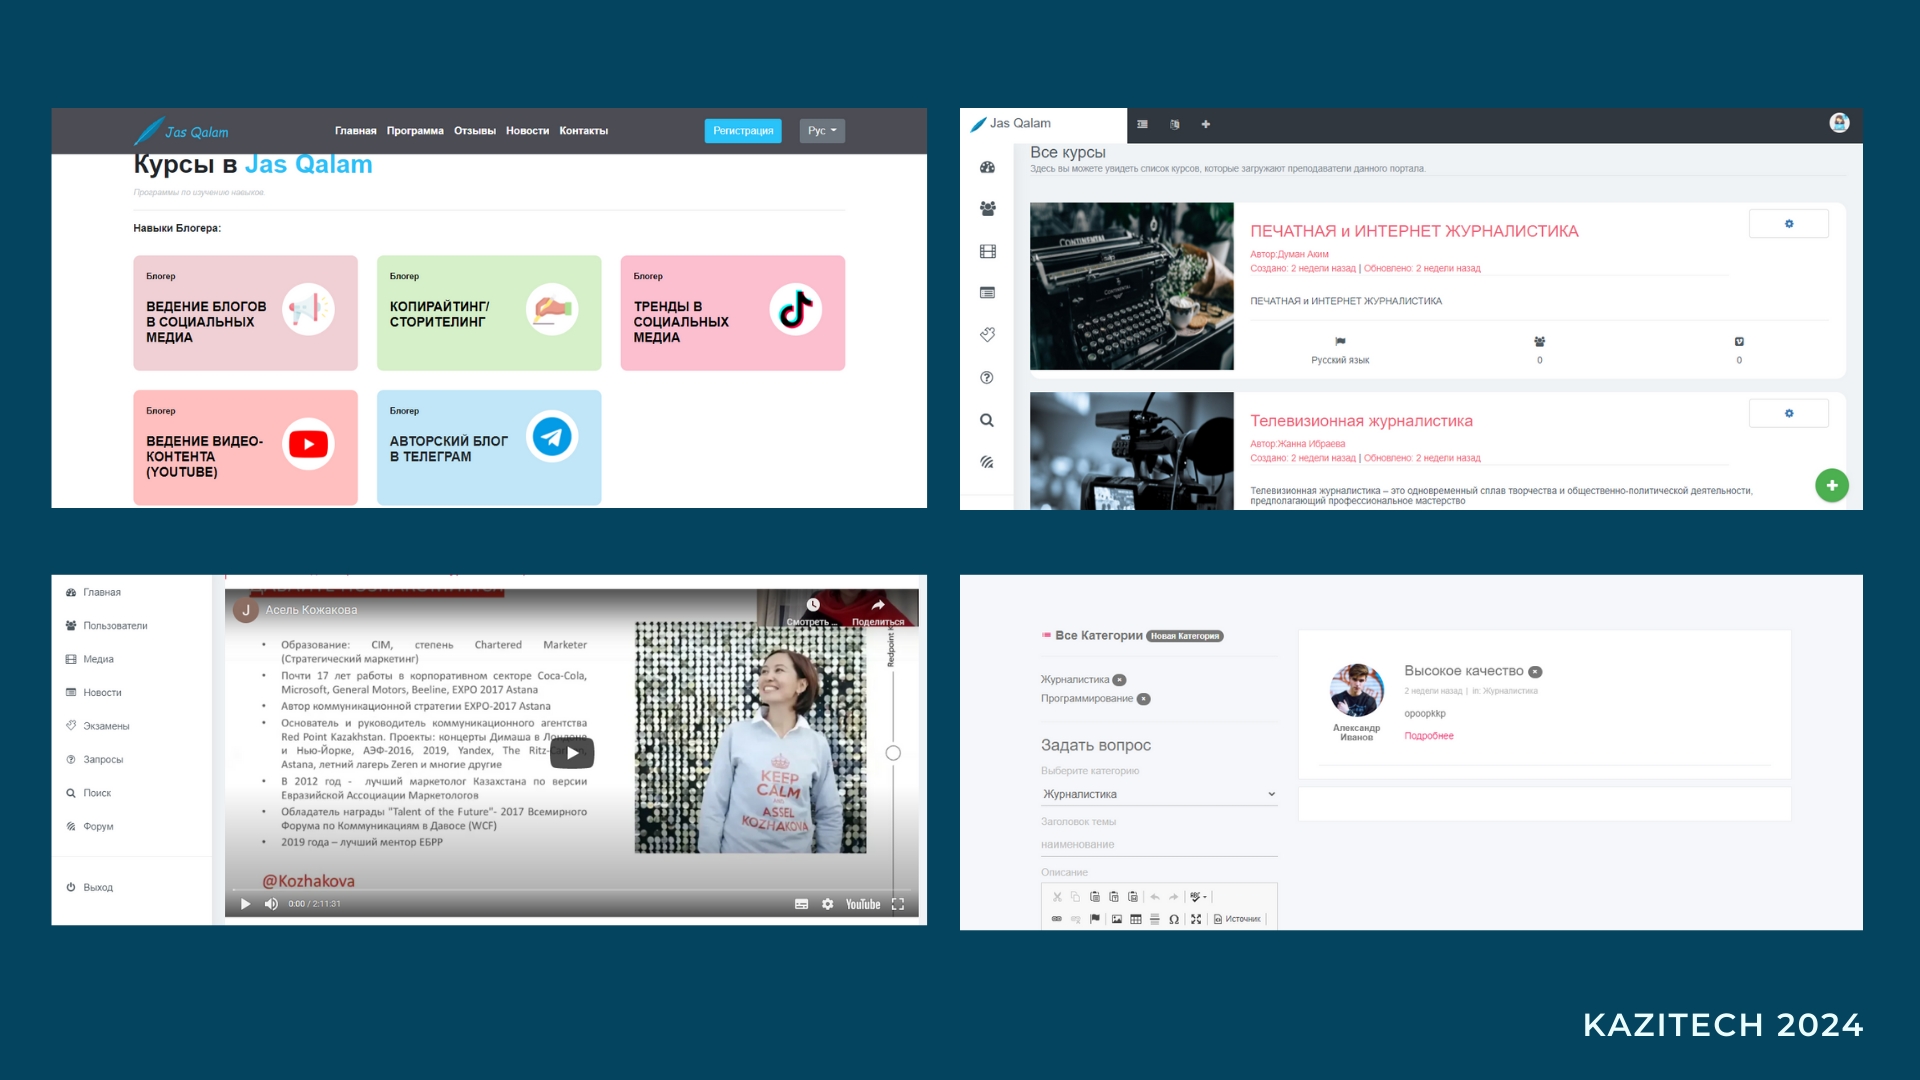 Jas Qalam
Главная Программа Отзывы Новости Контакты
Регистрация
Рус
Курсы в Jas Qalam
Программы по изучению навыков.
Навыки Блогера:
Блогер
ВЕДЕНИЕ БЛОГОВ
В СОЦИАЛЬНЫХ
МЕДИА
Блогер
КОПИРАЙТИНГ/
СТОРИТЕЛИНГ
Блогер
ТРЕНДЫ В
СОЦИАЛЬНЫХ
МЕДИА
Блогер
ВЕДЕНИЕ ВИДЕО-
КОНТЕНТА
(YOUTUBE)
Блогер
АВТОРСКИЙ БЛОГ
В ТЕЛЕГРАМ
Jas Qalam
Все курсы
Здесь вы можете увидеть список курсов, которые загружают преподаватели данного портала.
CONTINENTAL
Continental
ПЕЧАТНАЯ и ИНТЕРНЕТ ЖУРНАЛИСТИКА
Автор:Думан Аким
Создано: 2 недели назад | Обновлено: 2 недели назад
ПЕЧАТНАЯ и ИНТЕРНЕТ ЖУРНАЛИСТИКА
Русский язык
0
0
Телевизионная журналистика
Автор:Жанна Ибраева
Создано: 2 недели назад | Обновлено: 2 недели назад
Телевизионная журналистика – это одновременный сплав творчества и общественно-политической деятельности,
предполагающий профессиональное мастерство
Главная
Пользователи
Медиа
Новости
Экзамены
Запросы
Поиск
Форум
Выход
J
Асель Кожакова
Смотреть ...
Поделиться
Redpoint
• Образование: CIM, степень Chartered Marketer
(Стратегический маркетинг)
• Почти 17 лет работы в корпоративном секторе Coca-Cola,
Microsoft, General Motors, Beeline, EXPO 2017 Astana
• Автор коммуникационной стратегии EXPO-2017 Astana
• Основатель и руководитель коммуникационного агентства
Red Point Kazakhstan. Проекты: концерты Димаша в Лондоне
и Нью-Йорке, АЭФ-2016, 2019, Yandex, The Ritz-Carlton,
Astana, летний лагерь Zeren и многие другие
• В 2012 год - лучший маркетолог Казахстана по версии
Евразийской Ассоциации Маркетологов
• Обладатель награды "Talent of the Future"- 2017 Всемирного
Форума по Коммуникациям в Давосе (WCF)
• 2019 года – лучший ментор ЕБРР
@Kozhakova
KEEP
CALM
AND
ASSEL
KOZHAKOVA
0:00 / 2:11:31
YouTube
Все Категории Новая Категория
Журналистика
Программирование
Задать вопрос
Выберите категорию
Журналистика
Заголовок темы
наименование
Описание
Источник
Высокое качество
2 недели назад | in: Журналистика
opoopkkp
Подробнее
Александр
Иванов
KAZITECH 2024